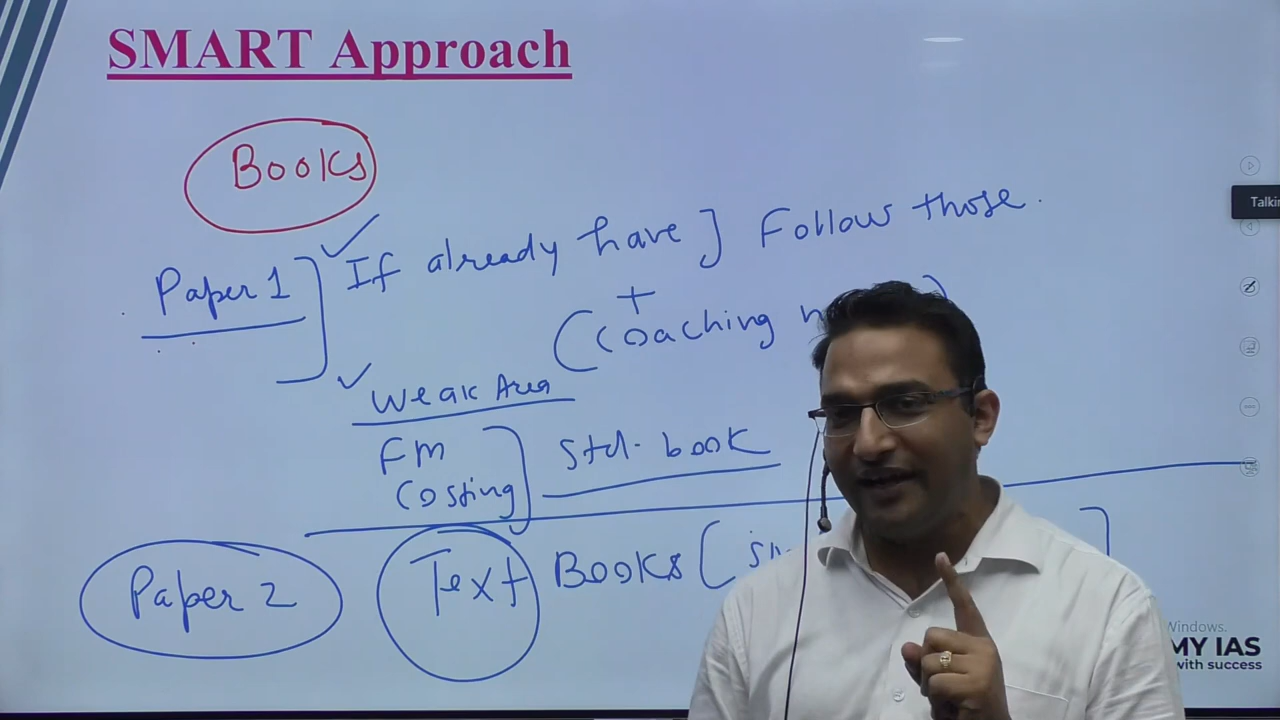 SMART Approach
Books
Paper 1
If already have ] Follow those.
+
(Coaching
Weak Area
FM
Costing
Std. book
Paper 2
Text Books (
Talkin
Windows.
MY IAS
with success